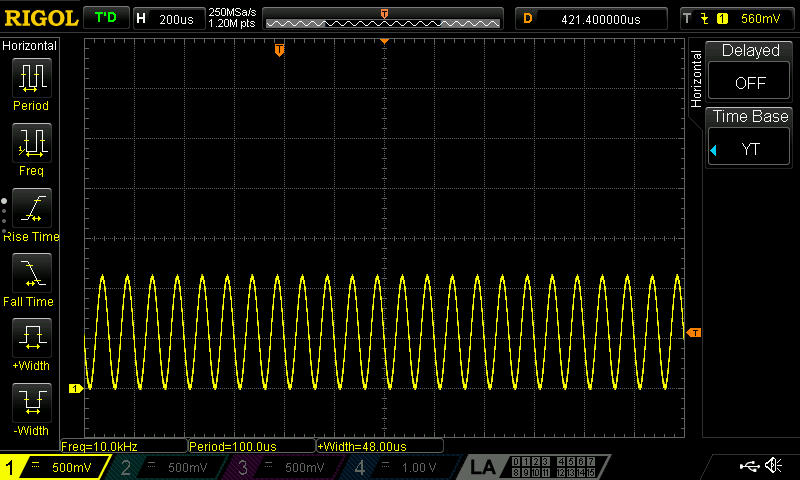 RIGOL T'D H 200us 250MSa/s D 421.400000us T 1 560mV
1.20M pts
T
Horizontal
T
Period
Freq
Rise Time
Fall Time
+Width
-Width
1
T
Horizontal
Delayed
OFF
Time Base
YT
Freq=10.0kHz Period=100.0us +Width=48.00us
1 500mV 2 500mV 3 500mV 4 1.00 V LA 0 1 2 3 4 5 6 7
8 9 10 11 12 13 14 15